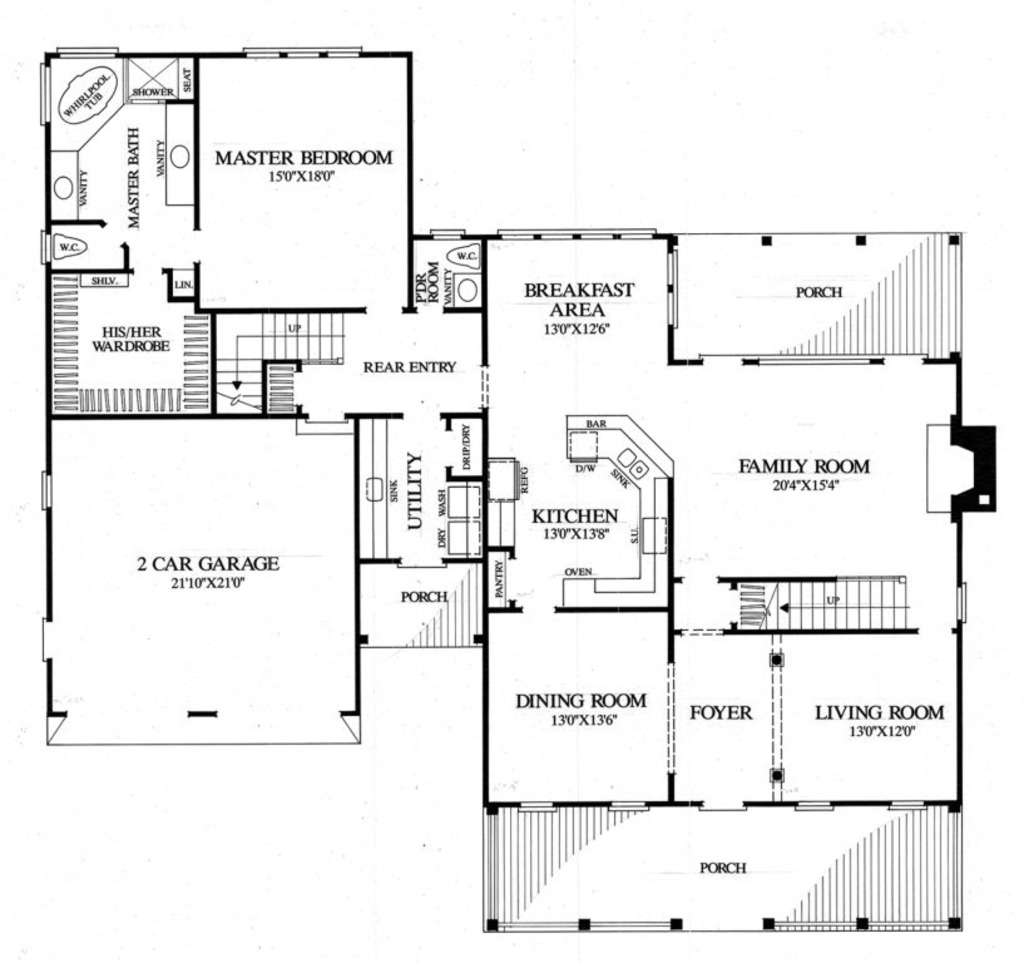 WHIRLPOOL
TUB
SHOWER
SEAT
MASTER BATH
VANITY
VANITY
W.C.
SHLV.
LIN.
HIS/HER
WARDROBE
MASTER BEDROOM
15'0"X18'0"
P'DR
ROOM
VANITY
W.C.
UP
REAR ENTRY
BREAKFAST
AREA
13'0"X12'6"
PORCH
BAR
D/W
SINK
REFG
KITCHEN
13'0"X13'8"
S.U.
OVEN
PANTRY
FAMILY ROOM
20'4"X15'4"
UTILITY
SINK
DRIP/DRY
WASH
DRY
2 CAR GARAGE
21'10"X21'0"
PORCH
UP
DINING ROOM
13'0"X13'6"
FOYER
LIVING ROOM
13'0"X12'0"
PORCH